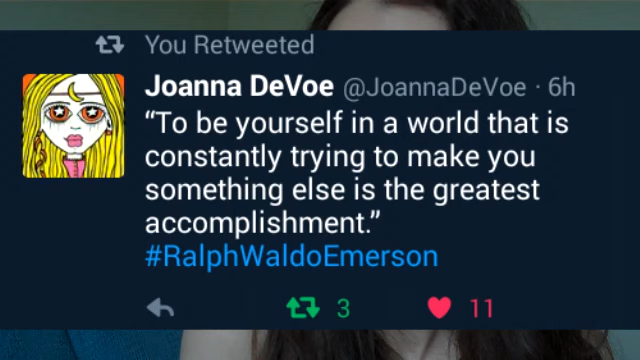 You Retweeted
Joanna DeVoe @JoannaDeVoe · 6h
“To be yourself in a world that is
constantly trying to make you
something else is the greatest
accomplishment.”
#RalphWaldoEmerson
3 11